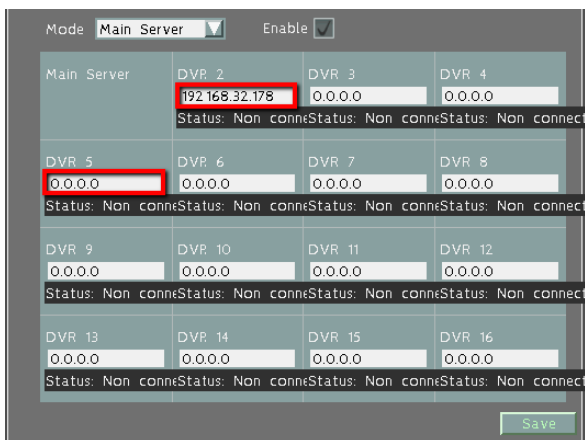 Mode Main Server Enable
Main Server DVR 2 DVR 3 DVR 4
192.168.32.178 0.0.0.0 0.0.0.0
Status: Non conne Status: Non conne Status: Non connect
DVR 5 DVR 6 DVR 7 DVR 8
0.0.0.0 0.0.0.0 0.0.0.0 0.0.0.0
Status: Non conne Status: Non conne Status: Non conne Status: Non connect
DVR 9 DVR 10 DVR 11 DVR 12
0.0.0.0 0.0.0.0 0.0.0.0 0.0.0.0
Status: Non conne Status: Non conne Status: Non conne Status: Non connect
DVR 13 DVR 14 DVR 15 DVR 16
0.0.0.0 0.0.0.0 0.0.0.0 0.0.0.0
Status: Non conne Status: Non conne Status: Non conne Status: Non connect
Save